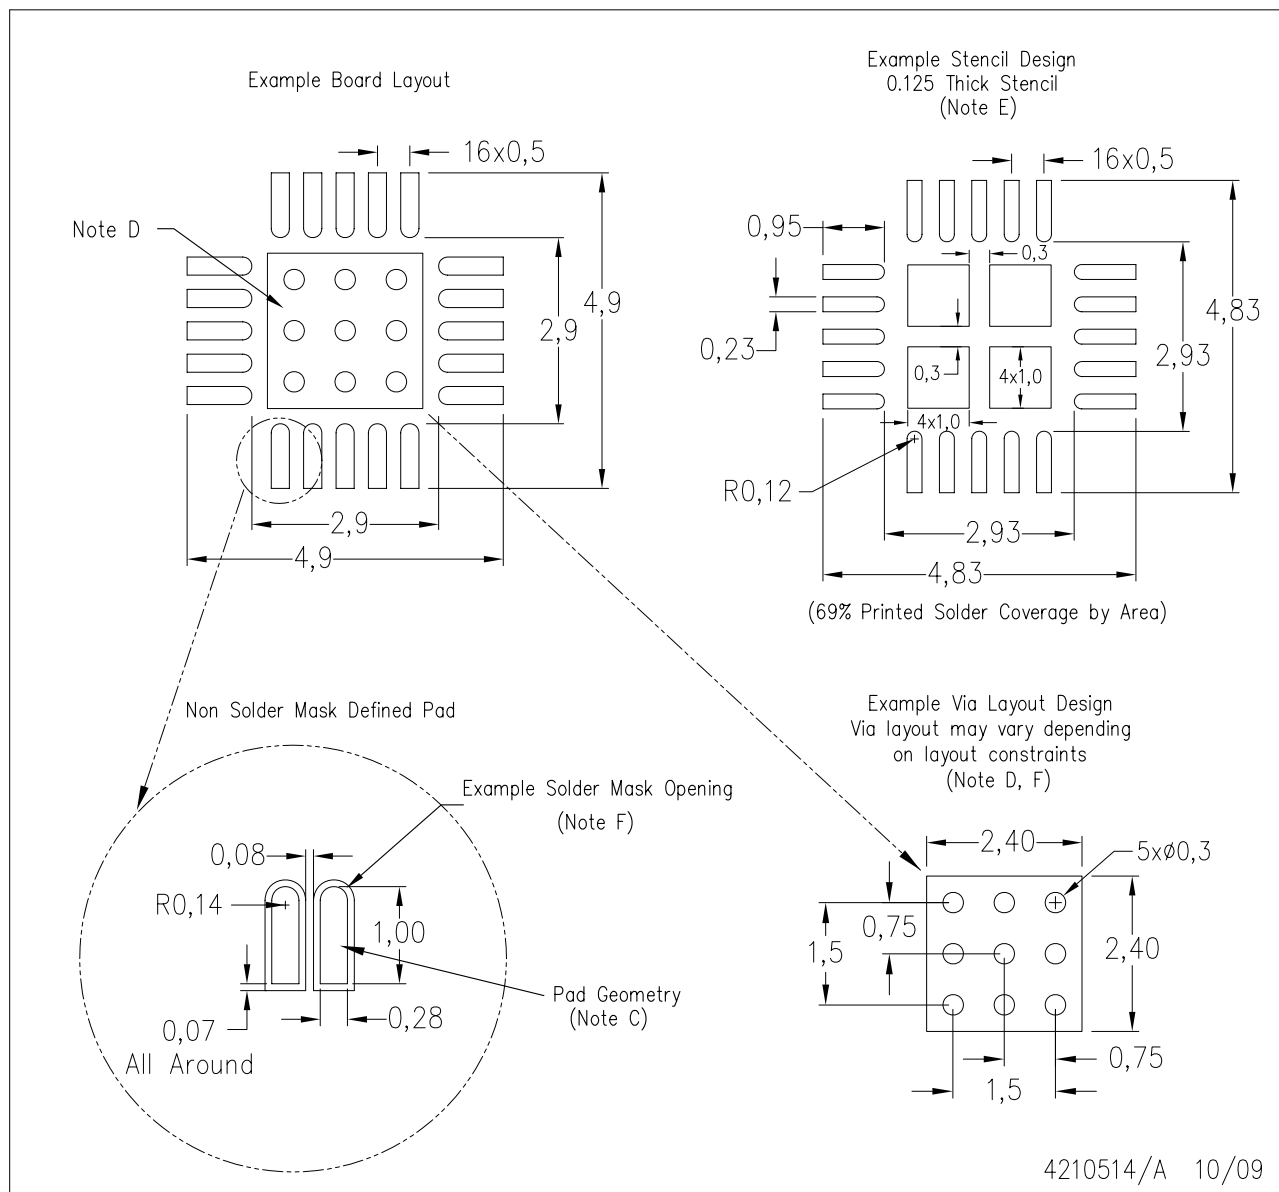 Example Board Layout
16x0,5
Note D
4,9
2,9
2,9
4,9
Example Stencil Design
0.125 Thick Stencil
(Note E)
16x0,5
0,95
0,3
4,83
0,23
2,93
0,3
4x1,0
4x1,0
R0,12
2,93
4,83
(69% Printed Solder Coverage by Area)
Non Solder Mask Defined Pad
Example Solder Mask Opening
(Note F)
0,08
R0,14
1,00
Pad Geometry
(Note C)
0,28
0,07
All Around
Example Via Layout Design
Via layout may vary depending
on layout constraints
(Note D, F)
2,40
5xø0,3
0,75
1,5
2,40
0,75
1,5
4210514/A 10/09